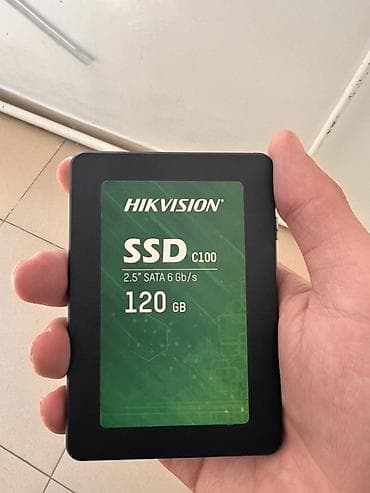 HIKVISION
SSD C100
2.5" SATA 6 Gb/s
120 GB